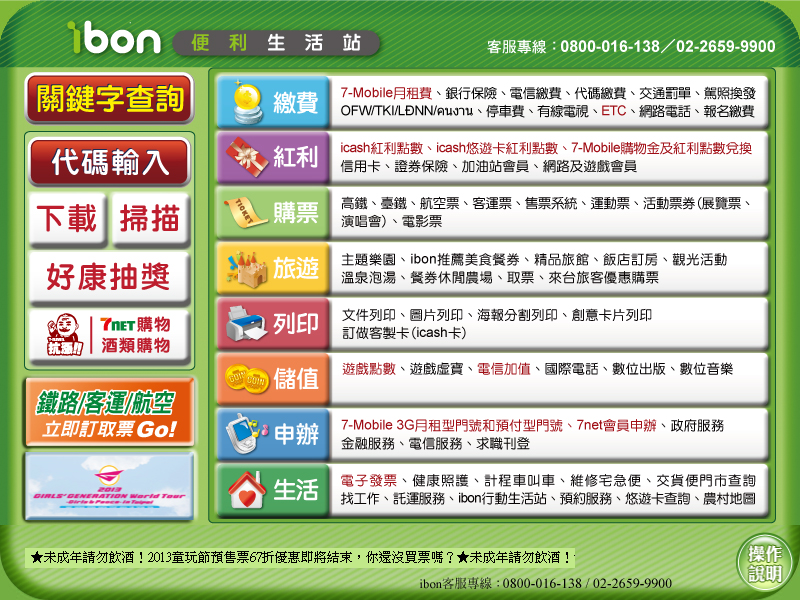 ibon 便利生活站
客服專線：0800-016-138／02-2659-9900
關鍵字查詢
代碼輸入
下載 掃描
好康抽獎
7net購物
酒類購物
鐵路/客運/航空
立即訂取票Go!
2013
GIRLS' GENERATION World Tour
-Girls & Peace- in Taipei
繳費
7-Mobile月租費、銀行保險、電信繳費、代碼繳費、交通罰單、駕照換發
OFW/TKI/LĐNN/คนงาน、停車費、有線電視、ETC、網路電話、報名繳費
紅利
icash紅利點數、icash悠遊卡紅利點數、7-Mobile購物金及紅利點數兌換
信用卡、證券保險、加油站會員、網路及遊戲會員
TICKET
購票
高鐵、臺鐵、航空票、客運票、售票系統、運動票、活動票券(展覽票、
演唱會)、電影票
旅遊
主題樂園、ibon推薦美食餐券、精品旅館、飯店訂房、觀光活動
溫泉泡湯、餐券休閒農場、取票、來台旅客優惠購票
列印
文件列印、圖片列印、海報分割列印、創意卡片列印
訂做客製卡(icash卡)
COIN COIN
儲值
遊戲點數、遊戲虛寶、電信加值、國際電話、數位出版、數位音樂
申辦
7-Mobile 3G月租型門號和預付型門號、7net會員申辦、政府服務
金融服務、電信服務、求職刊登
生活
電子發票、健康照護、計程車叫車、維修宅急便、交貨便門市查詢
找工作、託運服務、ibon行動生活站、預約服務、悠遊卡查詢、農村地圖
★未成年請勿飲酒！2013童玩節預售票67折優惠即將結束，你還沒買票嗎？★未成年請勿飲酒！
ibon客服專線：0800-016-138 / 02-2659-9900
操作
說明